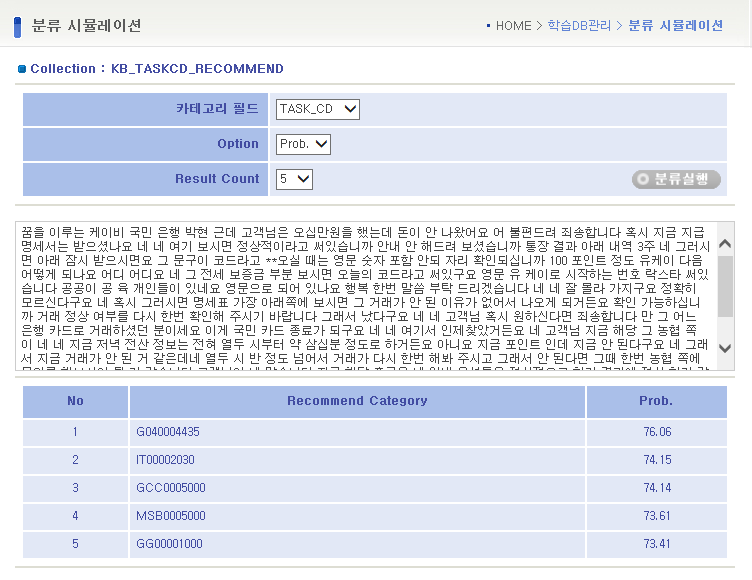 분류 시뮬레이션
HOME > 학습DB관리 > 분류 시뮬레이션
Collection : KB_TASKCD_RECOMMEND
카테고리 필드 TASK_CD
Option Prob.
Result Count 5 분류실행
꿈을 이루는 케이비 국민 은행 박현 근데 고객님은 오십만원을 했는데 돈이 안 나왔어요 어 불편드려 죄송합니다 혹시 지금 지급
명세서는 받으셨나요 네 네 여기 보시면 정상적이라고 써있습니까 안내 안 해드려 보셨습니까 통장 결과 아래 내역 3주 네 그러시
면 아래 잠시 받으시면요 그 문구이 코드라고 **오실 때는 영문 숫자 포함 안되 자리 확인되십니까 100 포인트 정도 유케이 다음
어떻게 되나요 어디 어디요 네 그 전세 보증금 부분 보시면 오늘의 코드라고 써있구요 영문 유 케이로 시작하는 번호 락스타 써있
습니다 공공이 공 육 개인들이 있네요 영문으로 되어 있나요 행복 한번 말씀 부탁 드리겠습니다 네 네 잘 몰라 가지구요 정확히
모르신다구요 네 혹시 그러시면 명세표 가장 아래쪽에 보시면 그 거래가 안 된 이유가 없어서 나오게 되거든요 확인 가능하십니
까 거래 정상 여부를 다시 한번 확인해 주시기 바랍니다 그래서 났다구요 네 네 고객님 혹시 원하신다면 죄송합니다 만 그 어느
은행 카드로 거래하셨던 분이세요 이게 국민 카드 종료가 되구요 네 네 여기서 인제찾았거든요 네 고객님 지금 해당 그 농협 쪽
이 네 네 지금 저녁 전산 정보는 전혀 열두 시부터 약 삼십분 정도로 하거든요 아니요 지금 포인트 인데 지금 안 된다구요 네 그래
서 지금 거래가 안 된 거 같은데네 열두 시 반 정도 넘어서 거래가 다시 한번 해봐 주시고 그래서 안 된다면 그때 한번 농협 쪽에
No Recommend Category Prob.
1 G040004435 76.06
2 IT00002030 74.15
3 GCC0005000 74.14
4 MSB0005000 73.61
5 GG00001000 73.41